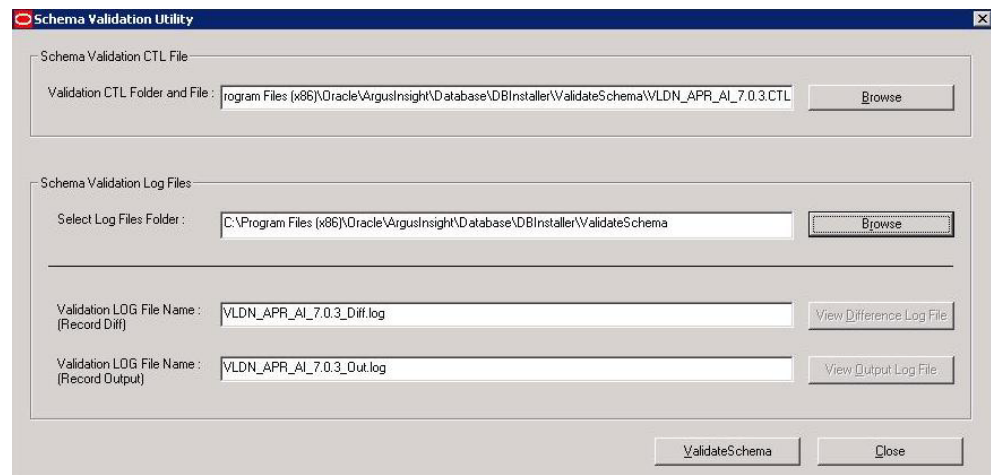 Schema Validation Utility
Schema Validation CTL File
Validation CTL Folder and File : rogram Files (x86)\Oracle\ArgusInsight\Database\DBInstaller\ValidateSchema\VLDN_APR_AI_7.0.3.CTL Browse
Schema Validation Log Files
Select Log Files Folder : C:\Program Files (x86)\Oracle\ArgusInsight\Database\DBInstaller\ValidateSchema Browse
Validation LOG File Name : VLDN_APR_AI_7.0.3_Diff.log View Difference Log File
(Record Diff)
Validation LOG File Name : VLDN_APR_AI_7.0.3_Out.log View Output Log File
(Record Output)
ValidateSchema Close